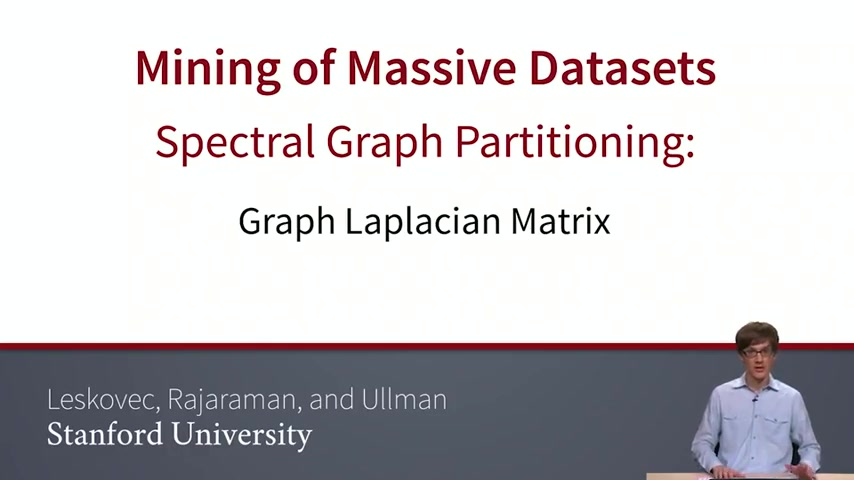 Mining of Massive Datasets
Spectral Graph Partitioning:
Graph Laplacian Matrix
Leskovec, Rajaraman, and Ullman
Stanford University